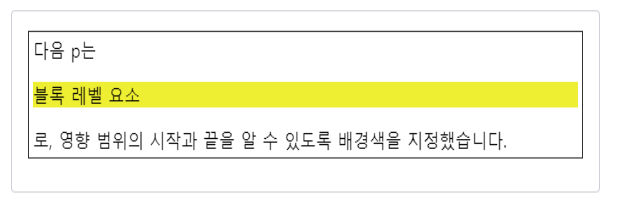 다음 p는
블록 레벨 요소
로, 영향 범위의 시작과 끝을 알 수 있도록 배경색을 지정했습니다.